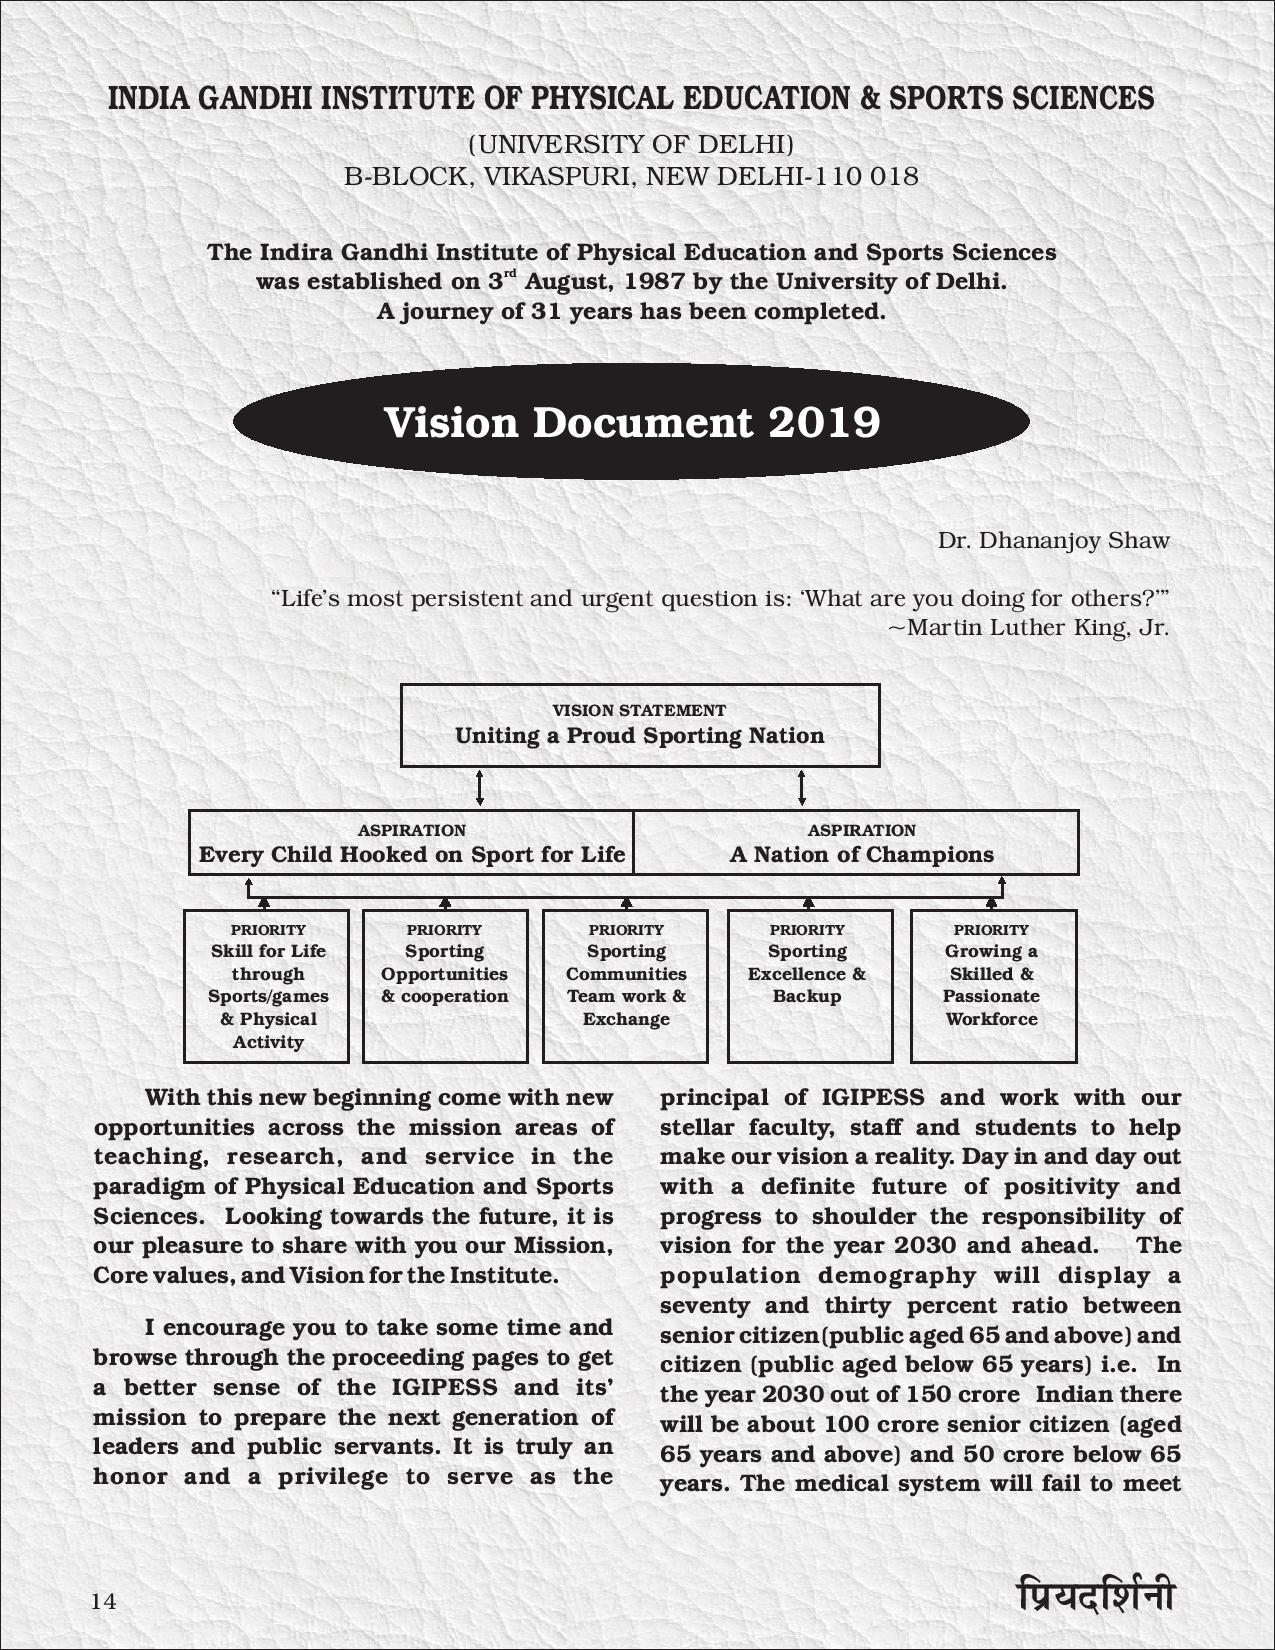 INDIA GANDHI INSTITUTE OF PHYSICAL EDUCATION & SPORTS SCIENCES
(UNIVERSITY OF DELHI)
B-BLOCK, VIKASPURI, NEW DELHI-110 018
The Indira Gandhi Institute of Physical Education and Sports Sciences
was established on 3rd August, 1987 by the University of Delhi.
A journey of 31 years has been completed.
Vision Document 2019
Dr. Dhananjoy Shaw
“Life’s most persistent and urgent question is: ‘What are you doing for others?’”
~Martin Luther King, Jr.
VISION STATEMENT
Uniting a Proud Sporting Nation
ASPIRATION
Every Child Hooked on Sport for Life
ASPIRATION
A Nation of Champions
PRIORITY
Skill for Life
through
Sports/games
& Physical
Activity
PRIORITY
Sporting
Opportunities
& cooperation
PRIORITY
Sporting
Communities
Team work &
Exchange
PRIORITY
Sporting
Excellence &
Backup
PRIORITY
Growing a
Skilled &
Passionate
Workforce
With this new beginning come with new
opportunities across the mission areas of
teaching, research, and service in the
paradigm of Physical Education and Sports
Sciences. Looking towards the future, it is
our pleasure to share with you our Mission,
Core values, and Vision for the Institute.
I encourage you to take some time and
browse through the proceeding pages to get
a better sense of the IGIPESS and its’
mission to prepare the next generation of
leaders and public servants. It is truly an
honor and a privilege to serve as the
principal of IGIPESS and work with our
stellar faculty, staff and students to help
make our vision a reality. Day in and day out
with a definite future of positivity and
progress to shoulder the responsibility of
vision for the year 2030 and ahead. The
population demography will display a
seventy and thirty percent ratio between
senior citizen(public aged 65 and above) and
citizen (public aged below 65 years) i.e. In
the year 2030 out of 150 crore Indian there
will be about 100 crore senior citizen (aged
65 years and above) and 50 crore below 65
years. The medical system will fail to meet
14
प्रियदर्शिनी